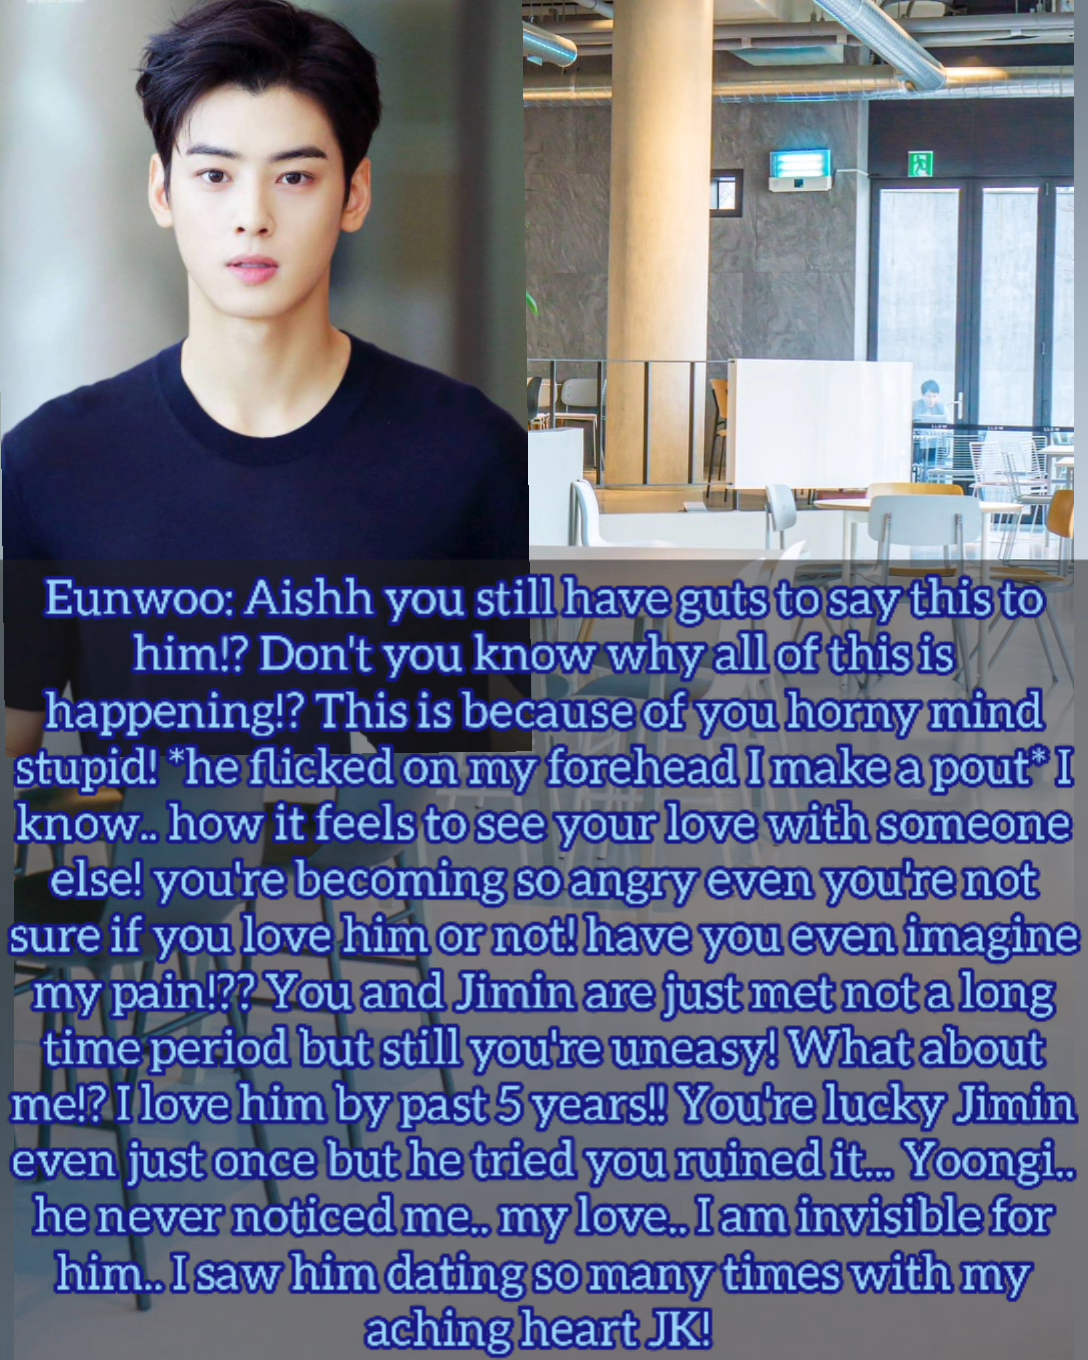 Eunwoo: Aishh you still have guts to say this to
him!? Don't you know why all of this is
happening!? This is because of you horny mind
stupid! *he flicked on my forehead I make a pout* I
know.. how it feels to see your love with someone
else! you're becoming so angry even you're not
sure if you love him or not! have you even imagine
my pain!?? You and Jimin are just met not a long
time period but still you're uneasy! What about
me!? I love him by past 5 years!! You're lucky Jimin
even just once but he tried you ruined it... Yoongi..
he never noticed me.. my love.. I am invisible for
him.. I saw him dating so many times with my
aching heart JK!